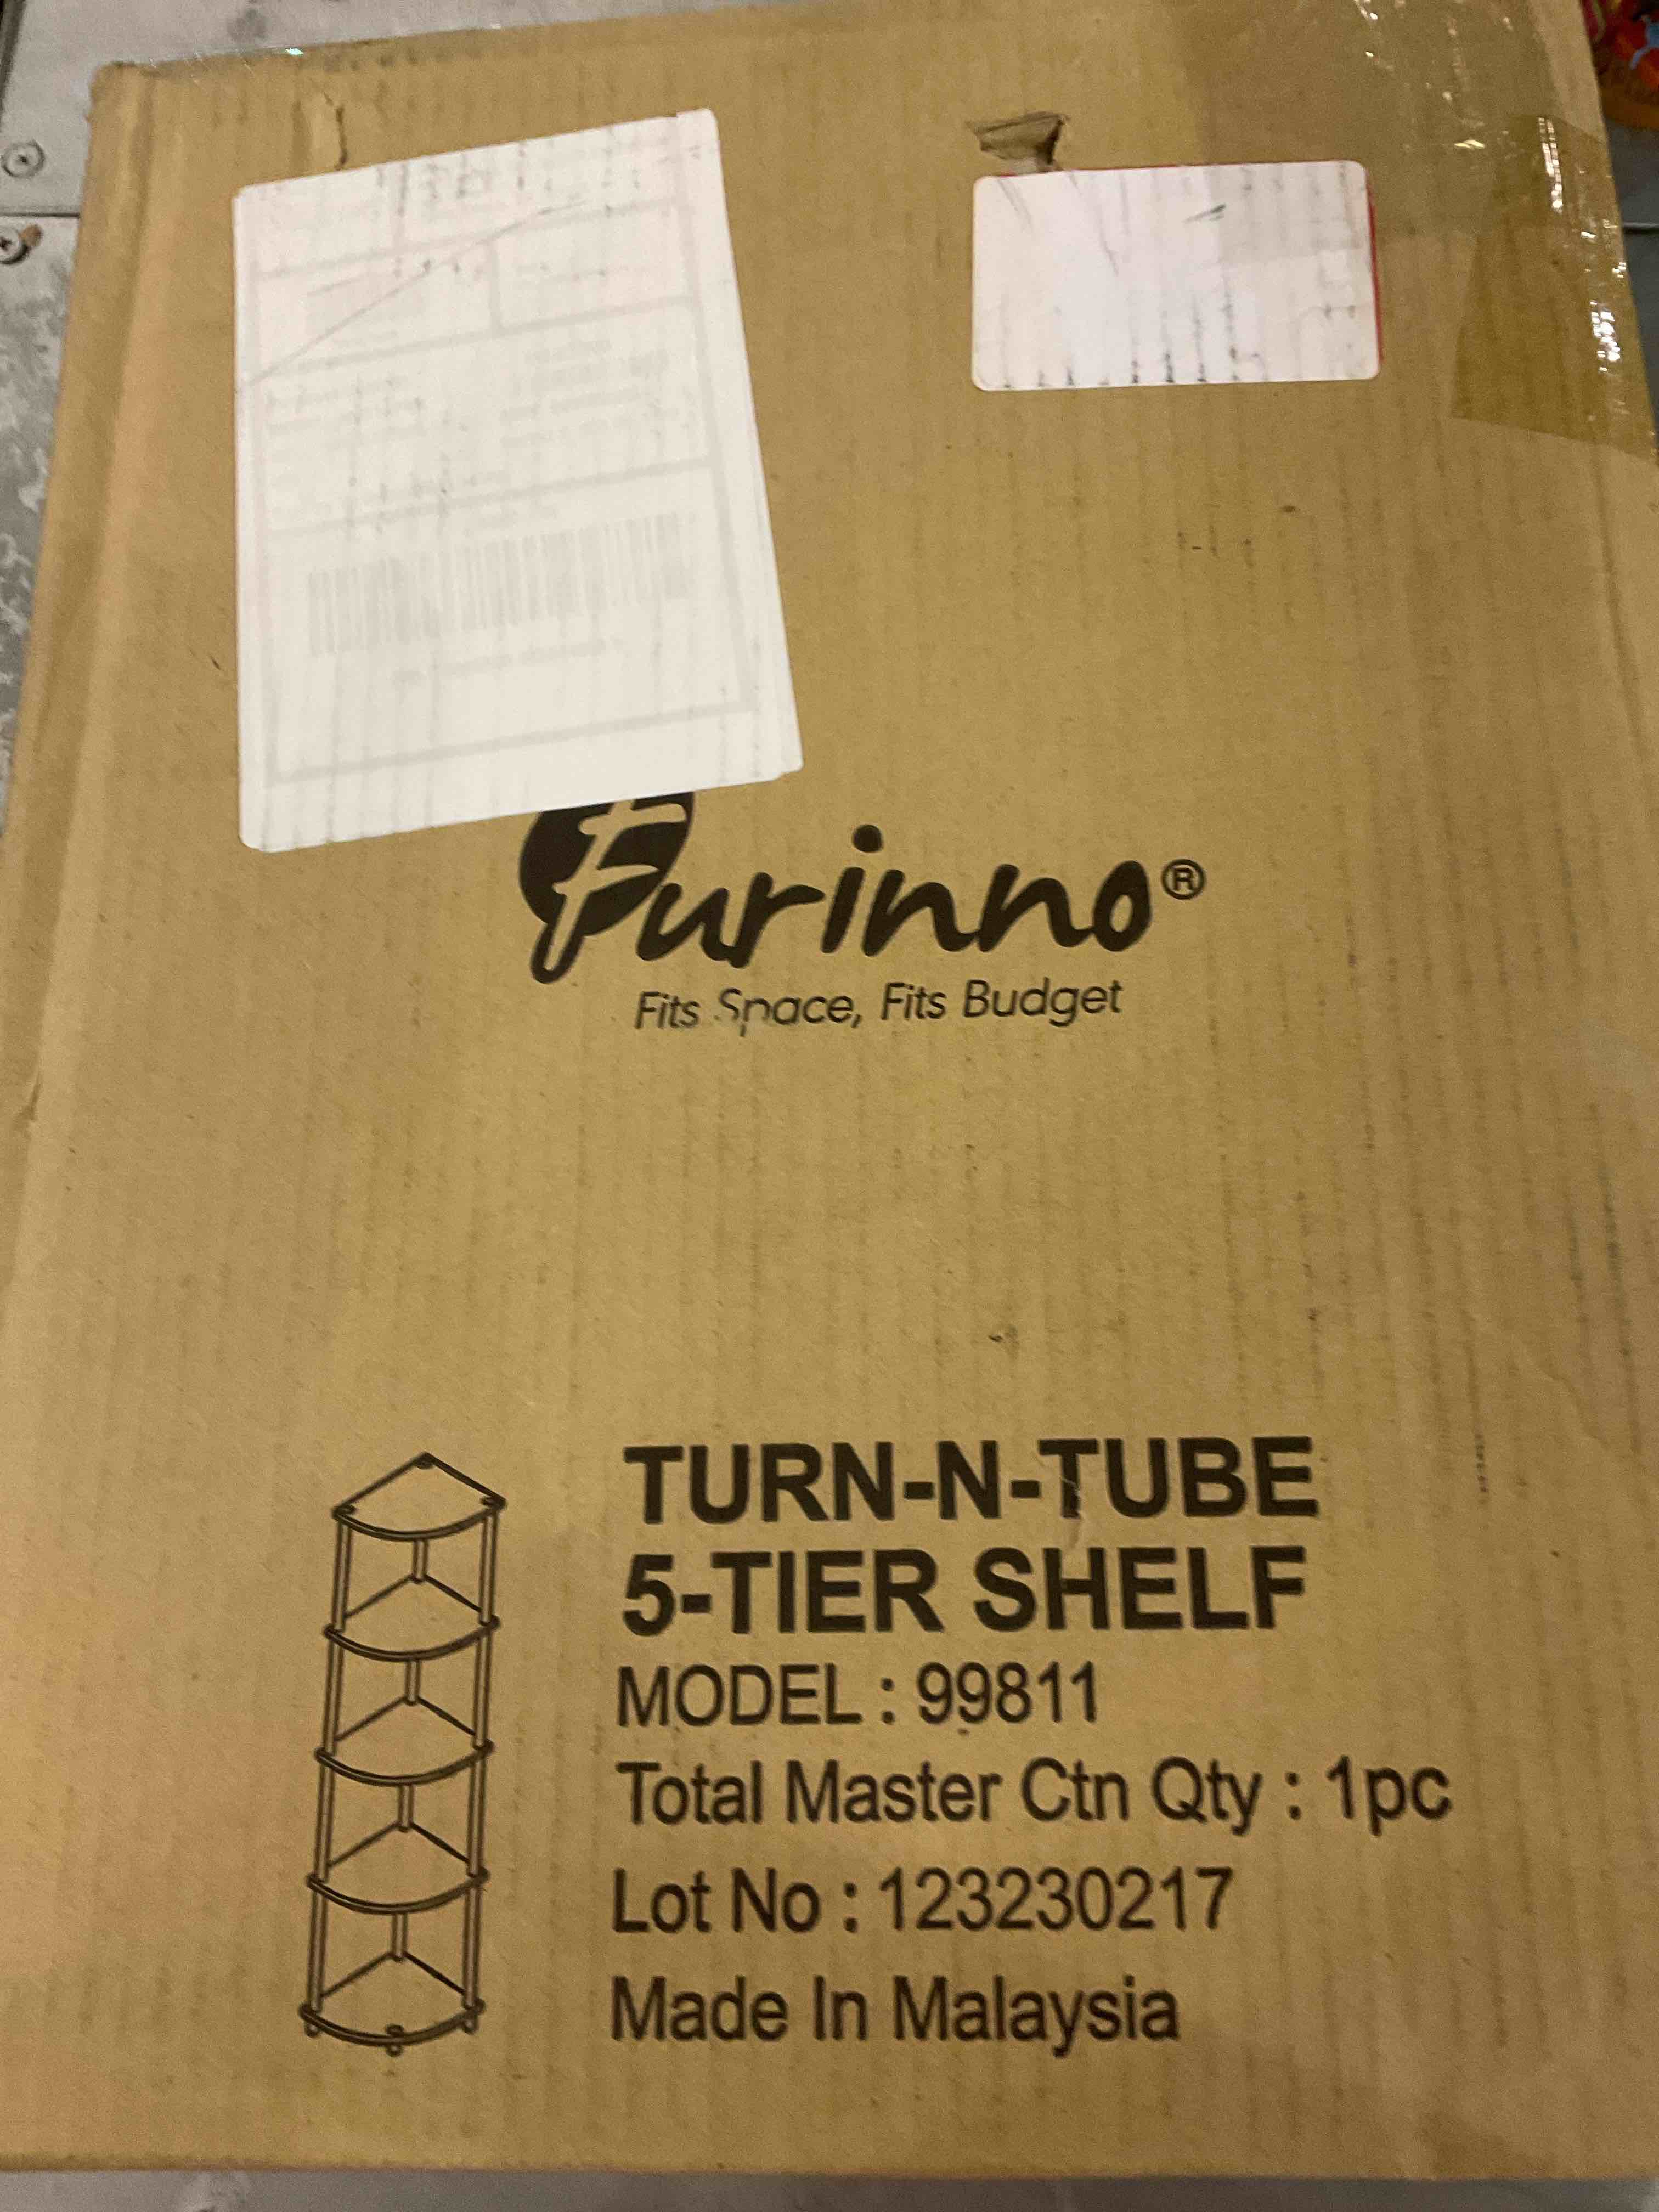 Furinno®
Fits Space, Fits Budget
TURN-N-TUBE
5-TIER SHELF
MODEL : 99811
Total Master Ctn Qty : 1pc
Lot No : 123230217
Made In Malaysia